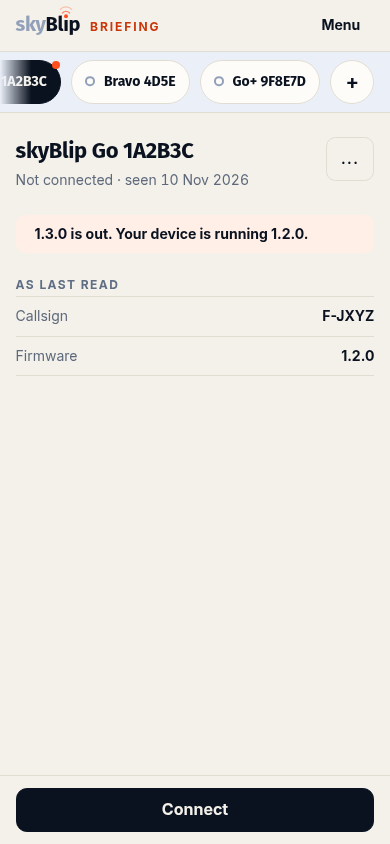 skyBlip BRIEFING
Menu
1A2B3C
Bravo 4D5E
Go+ 9F8E7D
+
skyBlip Go 1A2B3C
...
Not connected · seen 10 Nov 2026
1.3.0 is out. Your device is running 1.2.0.
AS LAST READ
Callsign F-JXYZ
Firmware 1.2.0
Connect